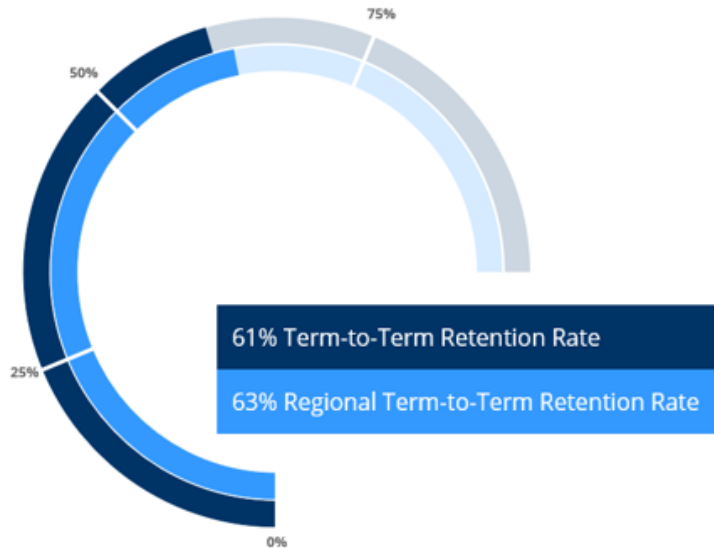 75%
50%
61% Term-to-Term Retention Rate
25%
63% Regional Term-to-Term Retention Rate
0%